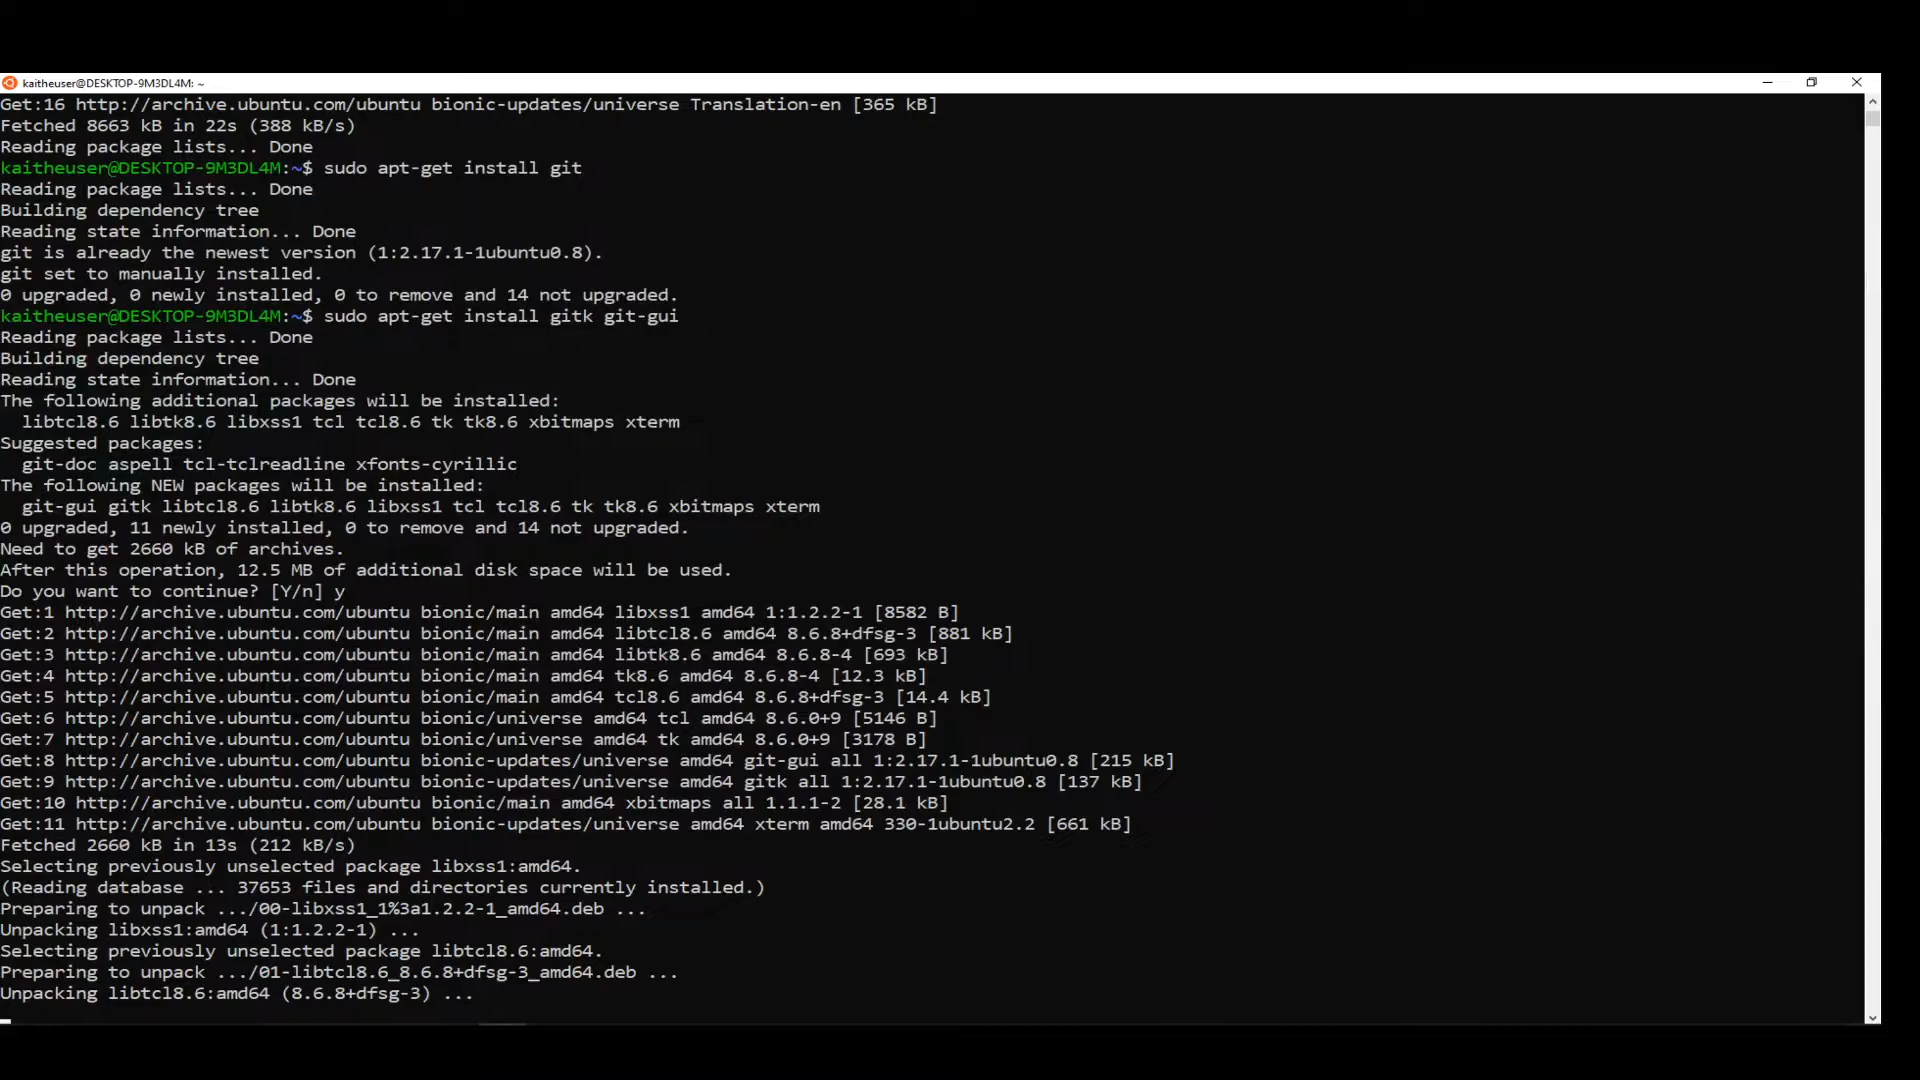 kaitheuser@DESKTOP-9M3DL4M: ~
Get:16 http://archive.ubuntu.com/ubuntu bionic-updates/universe Translation-en [365 kB]
Fetched 8663 kB in 22s (388 kB/s)
Reading package lists... Done
kaitheuser@DESKTOP-9M3DL4M:~$ sudo apt-get install git
Reading package lists... Done
Building dependency tree
Reading state information... Done
git is already the newest version (1:2.17.1-1ubuntu0.8).
git set to manually installed.
0 upgraded, 0 newly installed, 0 to remove and 14 not upgraded.
kaitheuser@DESKTOP-9M3DL4M:~$ sudo apt-get install gitk git-gui
Reading package lists... Done
Building dependency tree
Reading state information... Done
The following additional packages will be installed:
  libtcl8.6 libtk8.6 libxss1 tcl tcl8.6 tk tk8.6 xbitmaps xterm
Suggested packages:
  git-doc aspell tcl-tclreadline xfonts-cyrillic
The following NEW packages will be installed:
  git-gui gitk libtcl8.6 libtk8.6 libxss1 tcl tcl8.6 tk tk8.6 xbitmaps xterm
0 upgraded, 11 newly installed, 0 to remove and 14 not upgraded.
Need to get 2660 kB of archives.
After this operation, 12.5 MB of additional disk space will be used.
Do you want to continue? [Y/n] y
Get:1 http://archive.ubuntu.com/ubuntu bionic/main amd64 libxss1 amd64 1:1.2.2-1 [8582 B]
Get:2 http://archive.ubuntu.com/ubuntu bionic/main amd64 libtcl8.6 amd64 8.6.8+dfsg-3 [881 kB]
Get:3 http://archive.ubuntu.com/ubuntu bionic/main amd64 libtk8.6 amd64 8.6.8-4 [693 kB]
Get:4 http://archive.ubuntu.com/ubuntu bionic/main amd64 tk8.6 amd64 8.6.8-4 [12.3 kB]
Get:5 http://archive.ubuntu.com/ubuntu bionic/main amd64 tcl8.6 amd64 8.6.8+dfsg-3 [14.4 kB]
Get:6 http://archive.ubuntu.com/ubuntu bionic/universe amd64 tcl amd64 8.6.0+9 [5146 B]
Get:7 http://archive.ubuntu.com/ubuntu bionic/universe amd64 tk amd64 8.6.0+9 [3178 B]
Get:8 http://archive.ubuntu.com/ubuntu bionic-updates/universe amd64 git-gui all 1:2.17.1-1ubuntu0.8 [215 kB]
Get:9 http://archive.ubuntu.com/ubuntu bionic-updates/universe amd64 gitk all 1:2.17.1-1ubuntu0.8 [137 kB]
Get:10 http://archive.ubuntu.com/ubuntu bionic/main amd64 xbitmaps all 1.1.1-2 [28.1 kB]
Get:11 http://archive.ubuntu.com/ubuntu bionic-updates/universe amd64 xterm amd64 330-1ubuntu2.2 [661 kB]
Fetched 2660 kB in 13s (212 kB/s)
Selecting previously unselected package libxss1:amd64.
(Reading database ... 37653 files and directories currently installed.)
Preparing to unpack .../00-libxss1_1%3a1.2.2-1_amd64.deb ...
Unpacking libxss1:amd64 (1:1.2.2-1) ...
Selecting previously unselected package libtcl8.6:amd64.
Preparing to unpack .../01-libtcl8.6_8.6.8+dfsg-3_amd64.deb ...
Unpacking libtcl8.6:amd64 (8.6.8+dfsg-3) ...